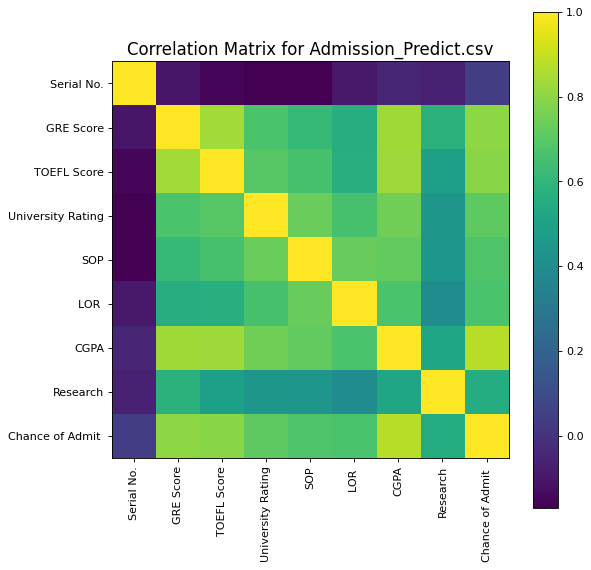 Correlation Matrix for Admission_Predict.csv
Serial No.
GRE Score
TOEFL Score
University Rating
SOP
LOR
CGPA
Research
Chance of Admit
Serial No.
GRE Score
TOEFL Score
University Rating
SOP
LOR
CGPA
Research
Chance of Admit
1.0
0.8
0.6
0.4
0.2
0.0